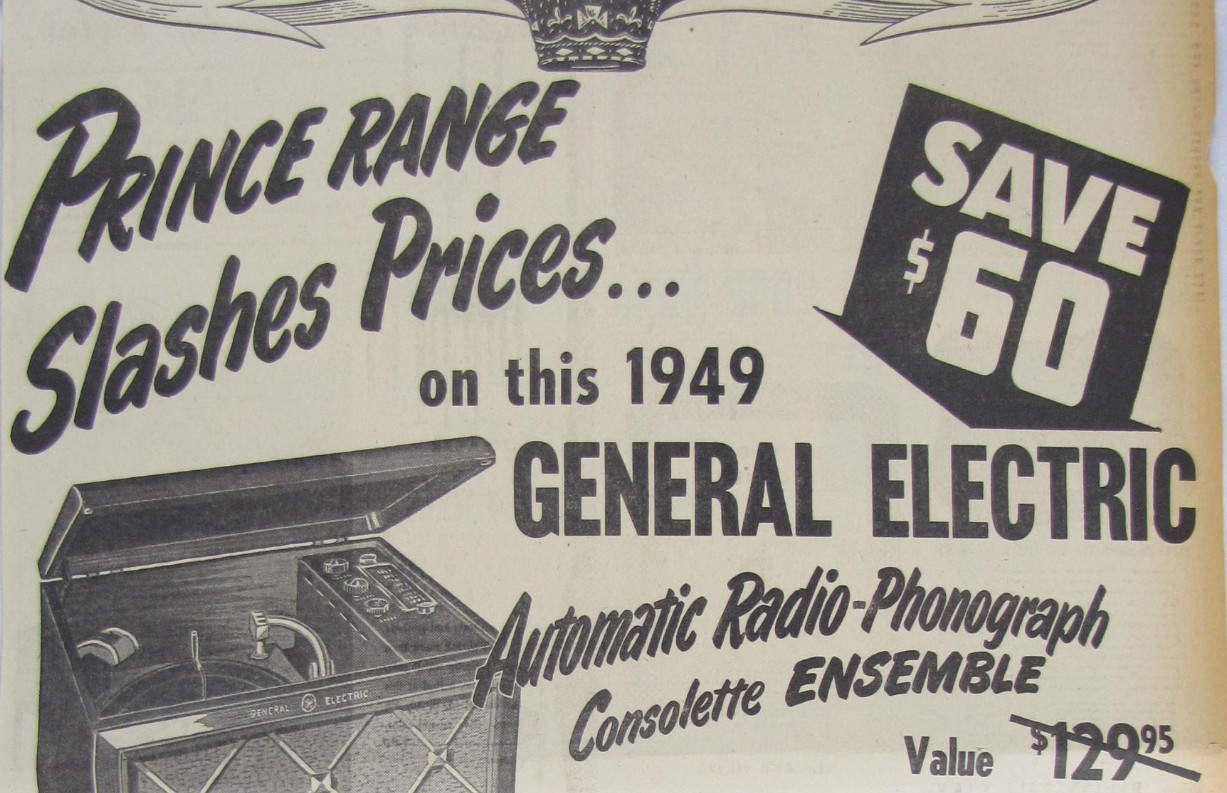 PRINCE RANGE
Slashes Prices...
SAVE
$60
on this 1949
GENERAL ELECTRIC
Automatic Radio-Phonograph
Consolette ENSEMBLE
Value $129.95
GENERAL ELECTRIC